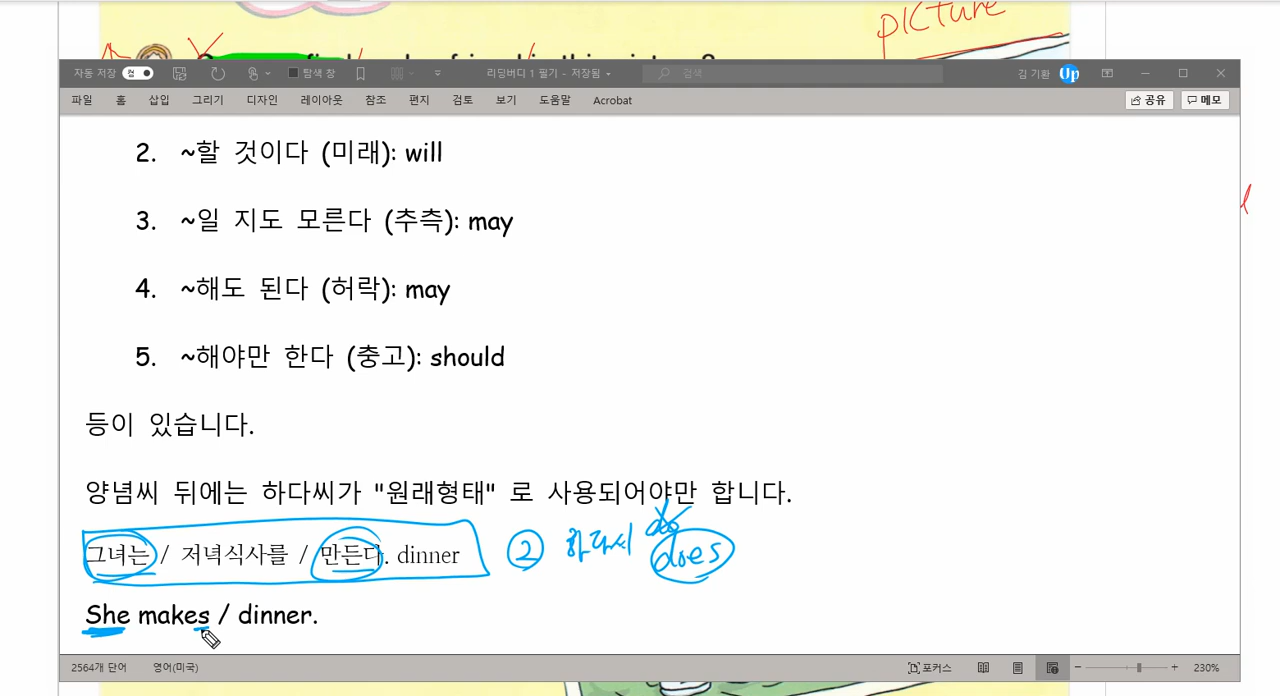 picture
자동 저장 켬 탐색 창 리딩버디 1 필기 - 저장됨 검색 김 기환 Up
파일 홀 삽입 그리기 디자인 레이아웃 참조 편지 검토 보기 도움말 Acrobat 공유 메모
2. ~할 것이다 (미래): will
3. ~일 지도 모른다 (추측): may
4. ~해도 된다 (허락): may
5. ~해야만 한다 (충고): should
등이 있습니다.
양념씨 뒤에는 하다씨가 "원래형태" 로 사용되어야만 합니다.
do
그녀는 / 저녁식사를 / 만든다. dinner 2 하다씨 does
She makes / dinner.
2564개 단어 영어(미국) 포커스 230%